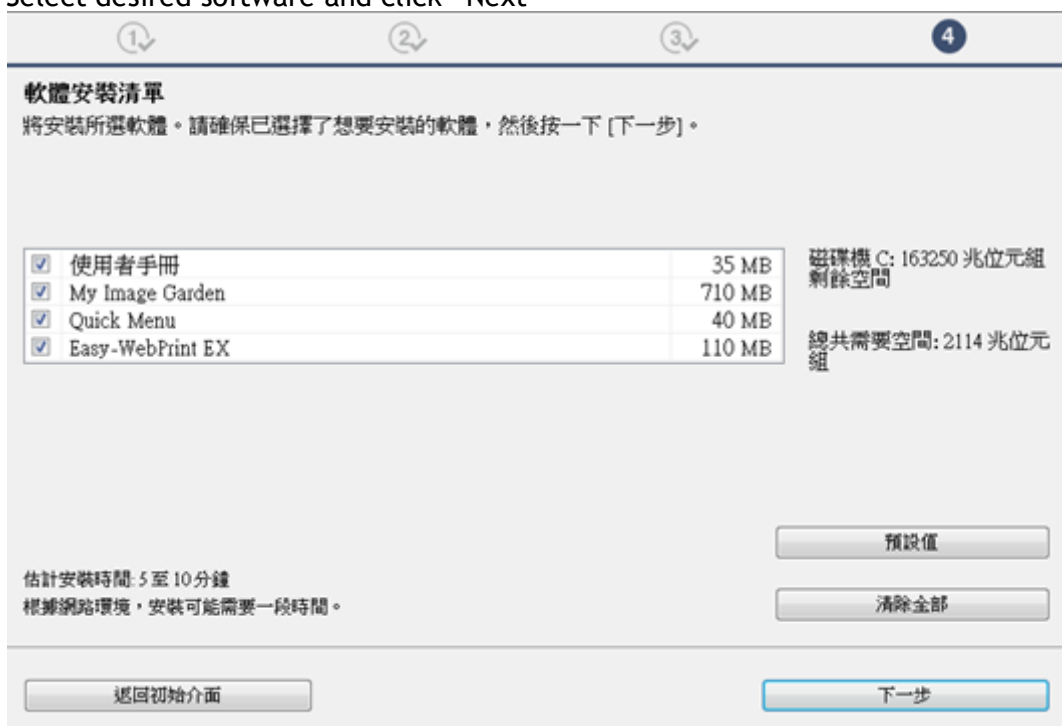 Select desired software and click "Next"
1
2
3
4
軟體安裝清單
將安裝所選軟體。請確保已選擇了想要安裝的軟體，然後按一下 [下一步]。
使用者手冊 35 MB
My Image Garden 710 MB
Quick Menu 40 MB
Easy-WebPrint EX 110 MB
磁碟機 C: 163250 兆位元組
剩餘空間
總共需要空間: 2114 兆位元
組
預設值
估計安裝時間: 5 至 10 分鐘
根據網路環境，安裝可能需要一段時間。
清除全部
返回初始介面
下一步